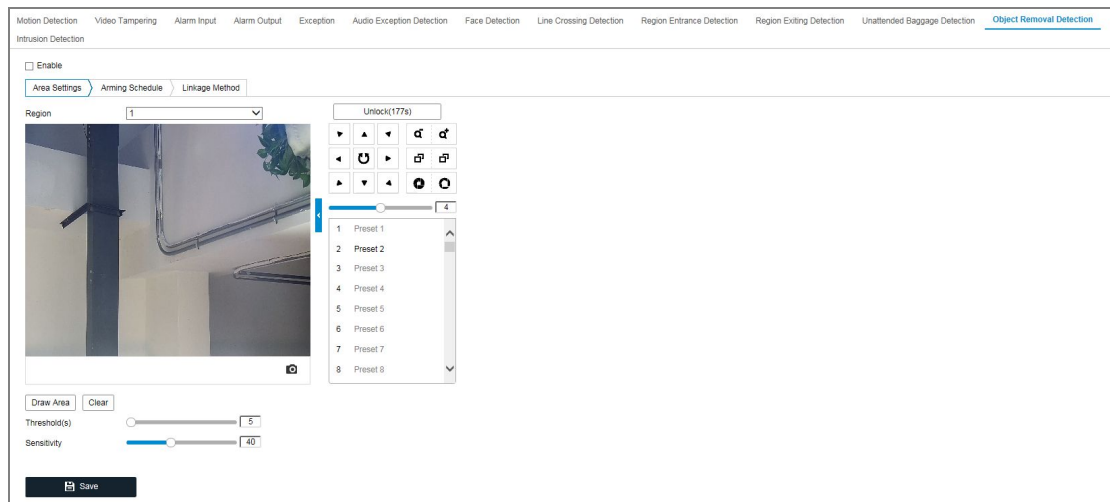 Motion Detection Video Tampering Alarm Input Alarm Output Exception Audio Exception Detection Face Detection Line Crossing Detection Region Entrance Detection Region Exiting Detection Unattended Baggage Detection Object Removal Detection
Intrusion Detection
Enable
Area Settings Arming Schedule Linkage Method
Region 1
Unlock(177s)
4
1 Preset 1
2 Preset 2
3 Preset 3
4 Preset 4
5 Preset 5
6 Preset 6
7 Preset 7
8 Preset 8
Draw Area Clear
Threshold(s) 5
Sensitivity 40
Save